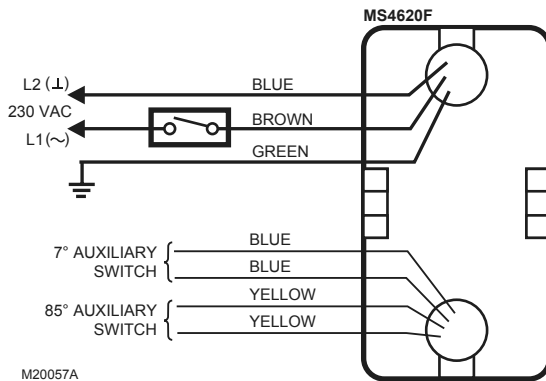 MS4620F
L2 (⊥)
BLUE
230 VAC
BROWN
L1 (~)
GREEN
BLUE
7° AUXILIARY
SWITCH
BLUE
YELLOW
85° AUXILIARY
SWITCH
YELLOW
M20057A